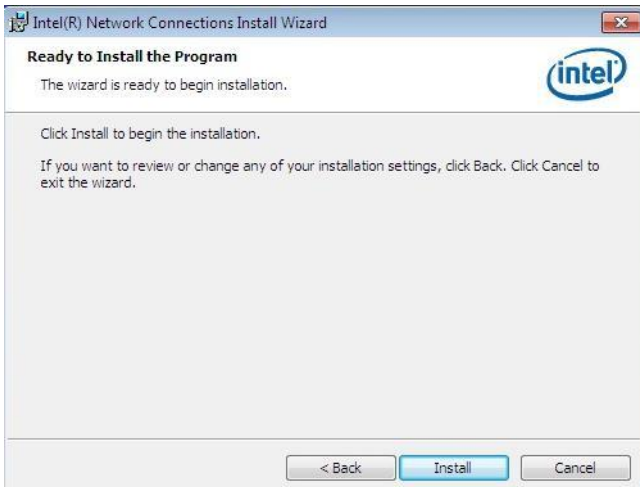 Intel(R) Network Connections Install Wizard
Ready to Install the Program
The wizard is ready to begin installation.
intel
Click Install to begin the installation.
If you want to review or change any of your installation settings, click Back. Click Cancel to
exit the wizard.
< Back
Install
Cancel